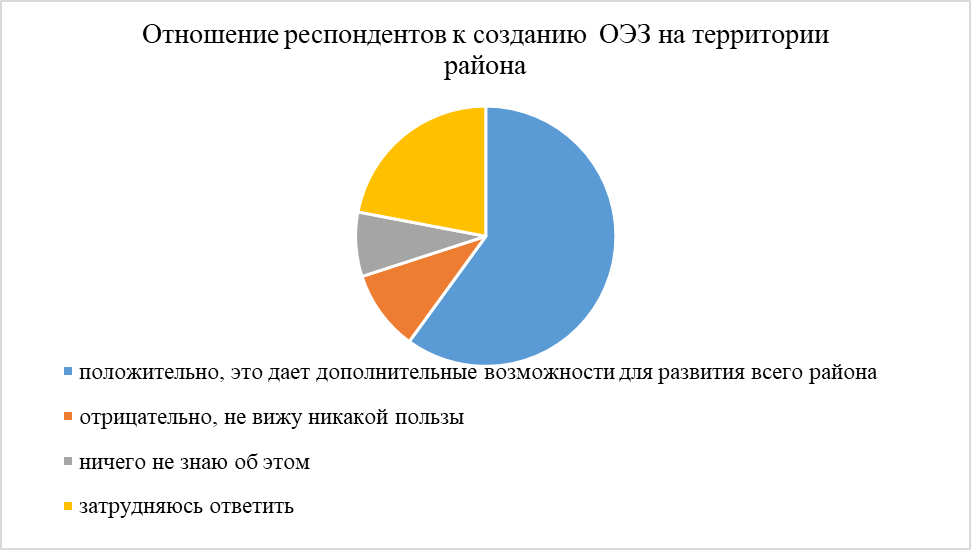 Отношение респондентов к созданию ОЭЗ на территории
района
положительно, это дает дополнительные возможности для развития всего района
отрицательно, не вижу никакой пользы
ничего не знаю об этом
затрудняюсь ответить